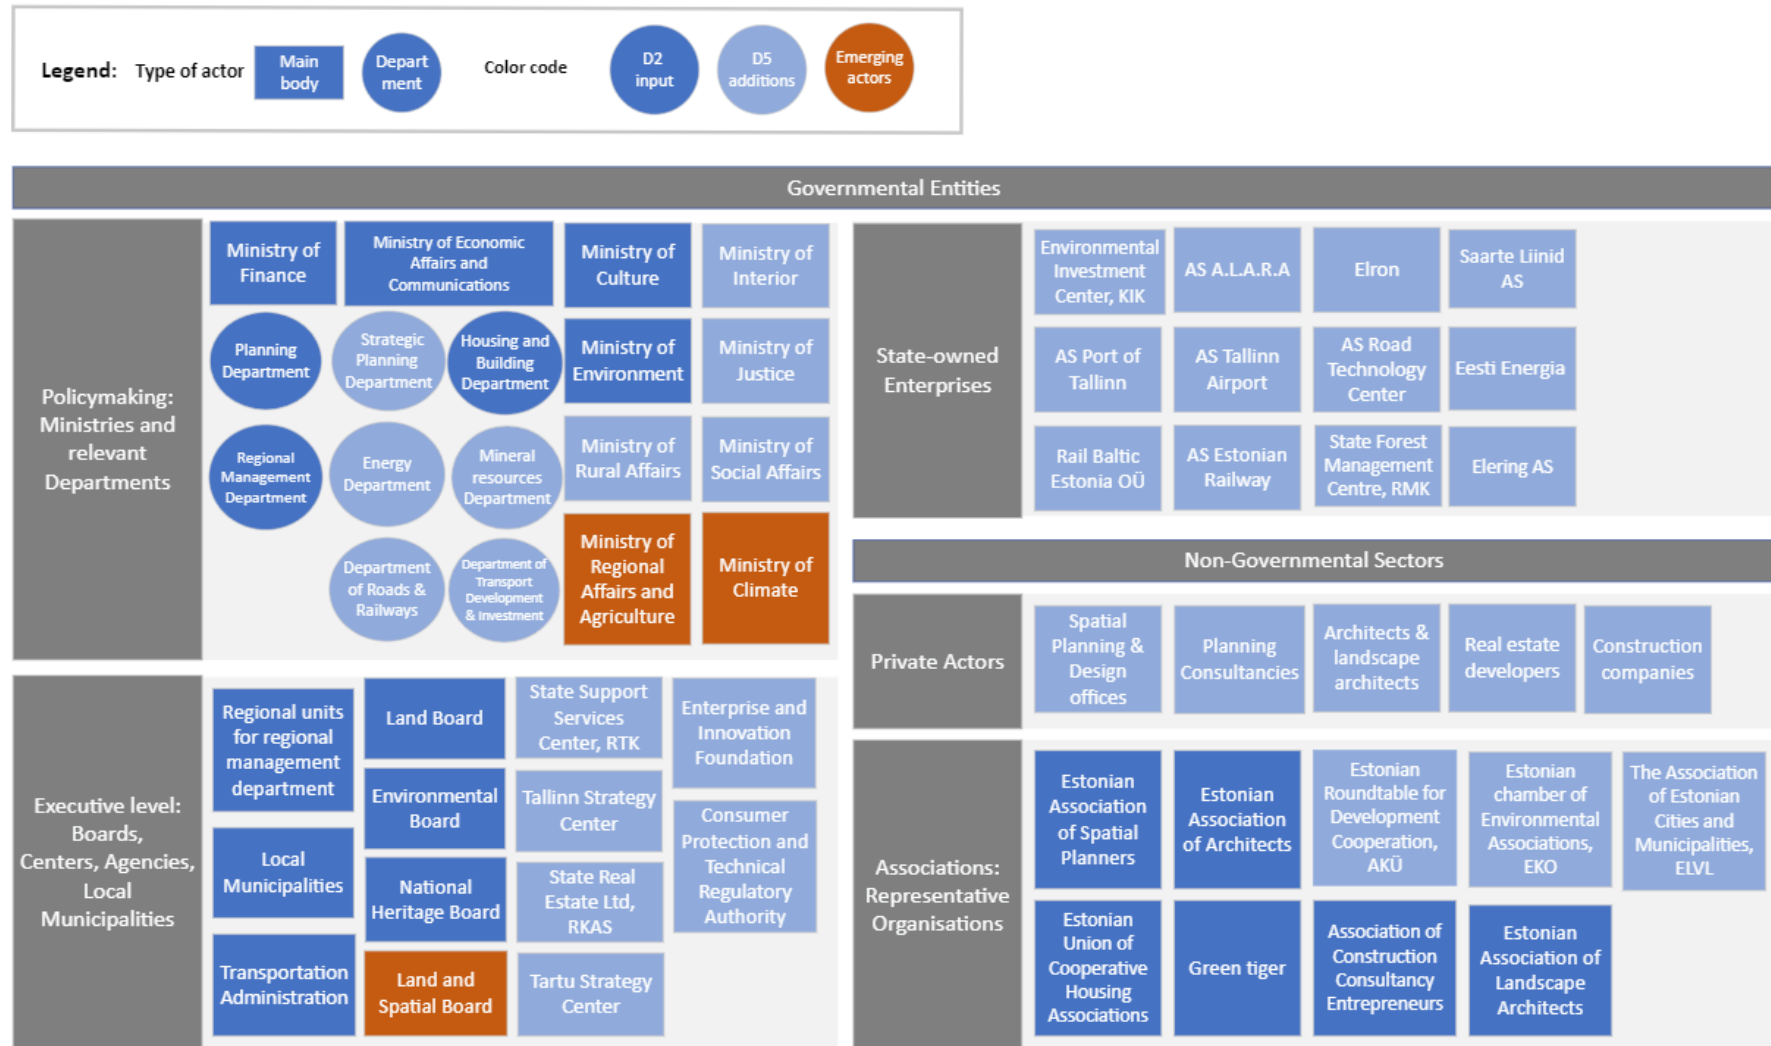 Legend:
Type of actor
Main
body
Depart
ment
Color code
D2
input
D5
additions
Emerging
actors
Governmental Entities
Policymaking:
Ministries and
relevant
Departments
Ministry of
Finance
Ministry of Economic
Affairs and
Communications
Ministry of
Culture
Ministry of
Interior
Planning
Department
Strategic
Planning
Department
Housing and
Building
Department
Ministry of
Environment
Ministry of
Justice
Regional
Management
Department
Energy
Department
Mineral
resources
Department
Ministry of
Rural Affairs
Ministry of
Social Affairs
Department
of Roads &
Railways
Department of
Transport
Development
& Investment
Ministry of
Regional
Affairs and
Agriculture
Ministry of
Climate
Executive level:
Boards,
Centers, Agencies,
Local
Municipalities
Regional units
for regional
management
department
Land Board
State Support
Services
Center, RTK
Enterprise and
Innovation
Foundation
Local
Municipalities
Environmental
Board
Tallinn Strategy
Center
Consumer
Protection and
Technical
Regulatory
Authority
National
Heritage Board
State Real
Estate Ltd,
RKAS
Transportation
Administration
Land and
Spatial Board
Tartu Strategy
Center
State-owned
Enterprises
Environmental
Investment
Center, KIK
AS A.L.A.R.A
Elron
Saarte Liinid
AS
AS Port of
Tallinn
AS Tallinn
Airport
AS Road
Technology
Center
Eesti Energia
Rail Baltic
Estonia OÜ
AS Estonian
Railway
State Forest
Management
Centre, RMK
Elering AS
Non-Governmental Sectors
Private Actors
Spatial
Planning &
Design
offices
Planning
Consultancies
Architects &
landscape
architects
Real estate
developers
Construction
companies
Associations:
Representative
Organisations
Estonian
Association
of Spatial
Planners
Estonian
Association
of Architects
Estonian
Roundtable for
Development
Cooperation,
AKÜ
Estonian
chamber of
Environmental
Associations,
EKO
The Association
of Estonian
Cities and
Municipalities,
ELVL
Estonian
Union of
Cooperative
Housing
Associations
Green tiger
Association of
Construction
Consultancy
Entrepreneurs
Estonian
Association of
Landscape
Architects